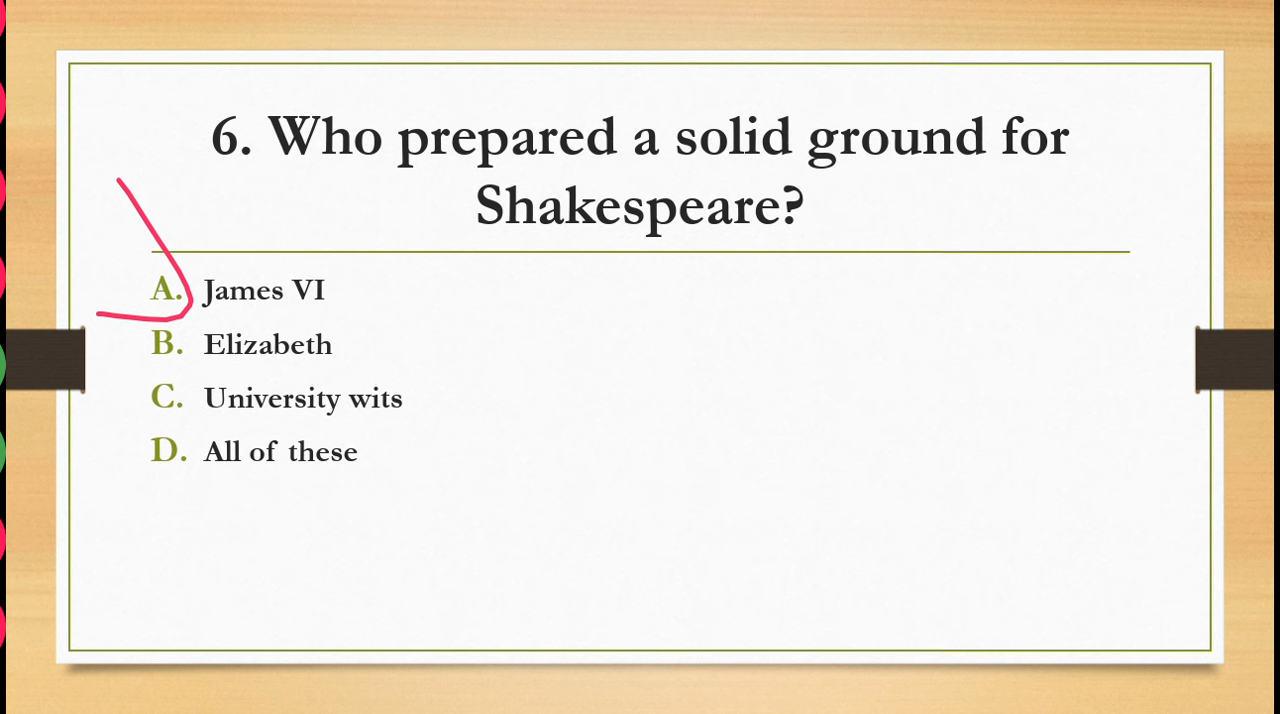 6. Who prepared a solid ground for
Shakespeare?
A. James VI
B. Elizabeth
C. University wits
D. All of these